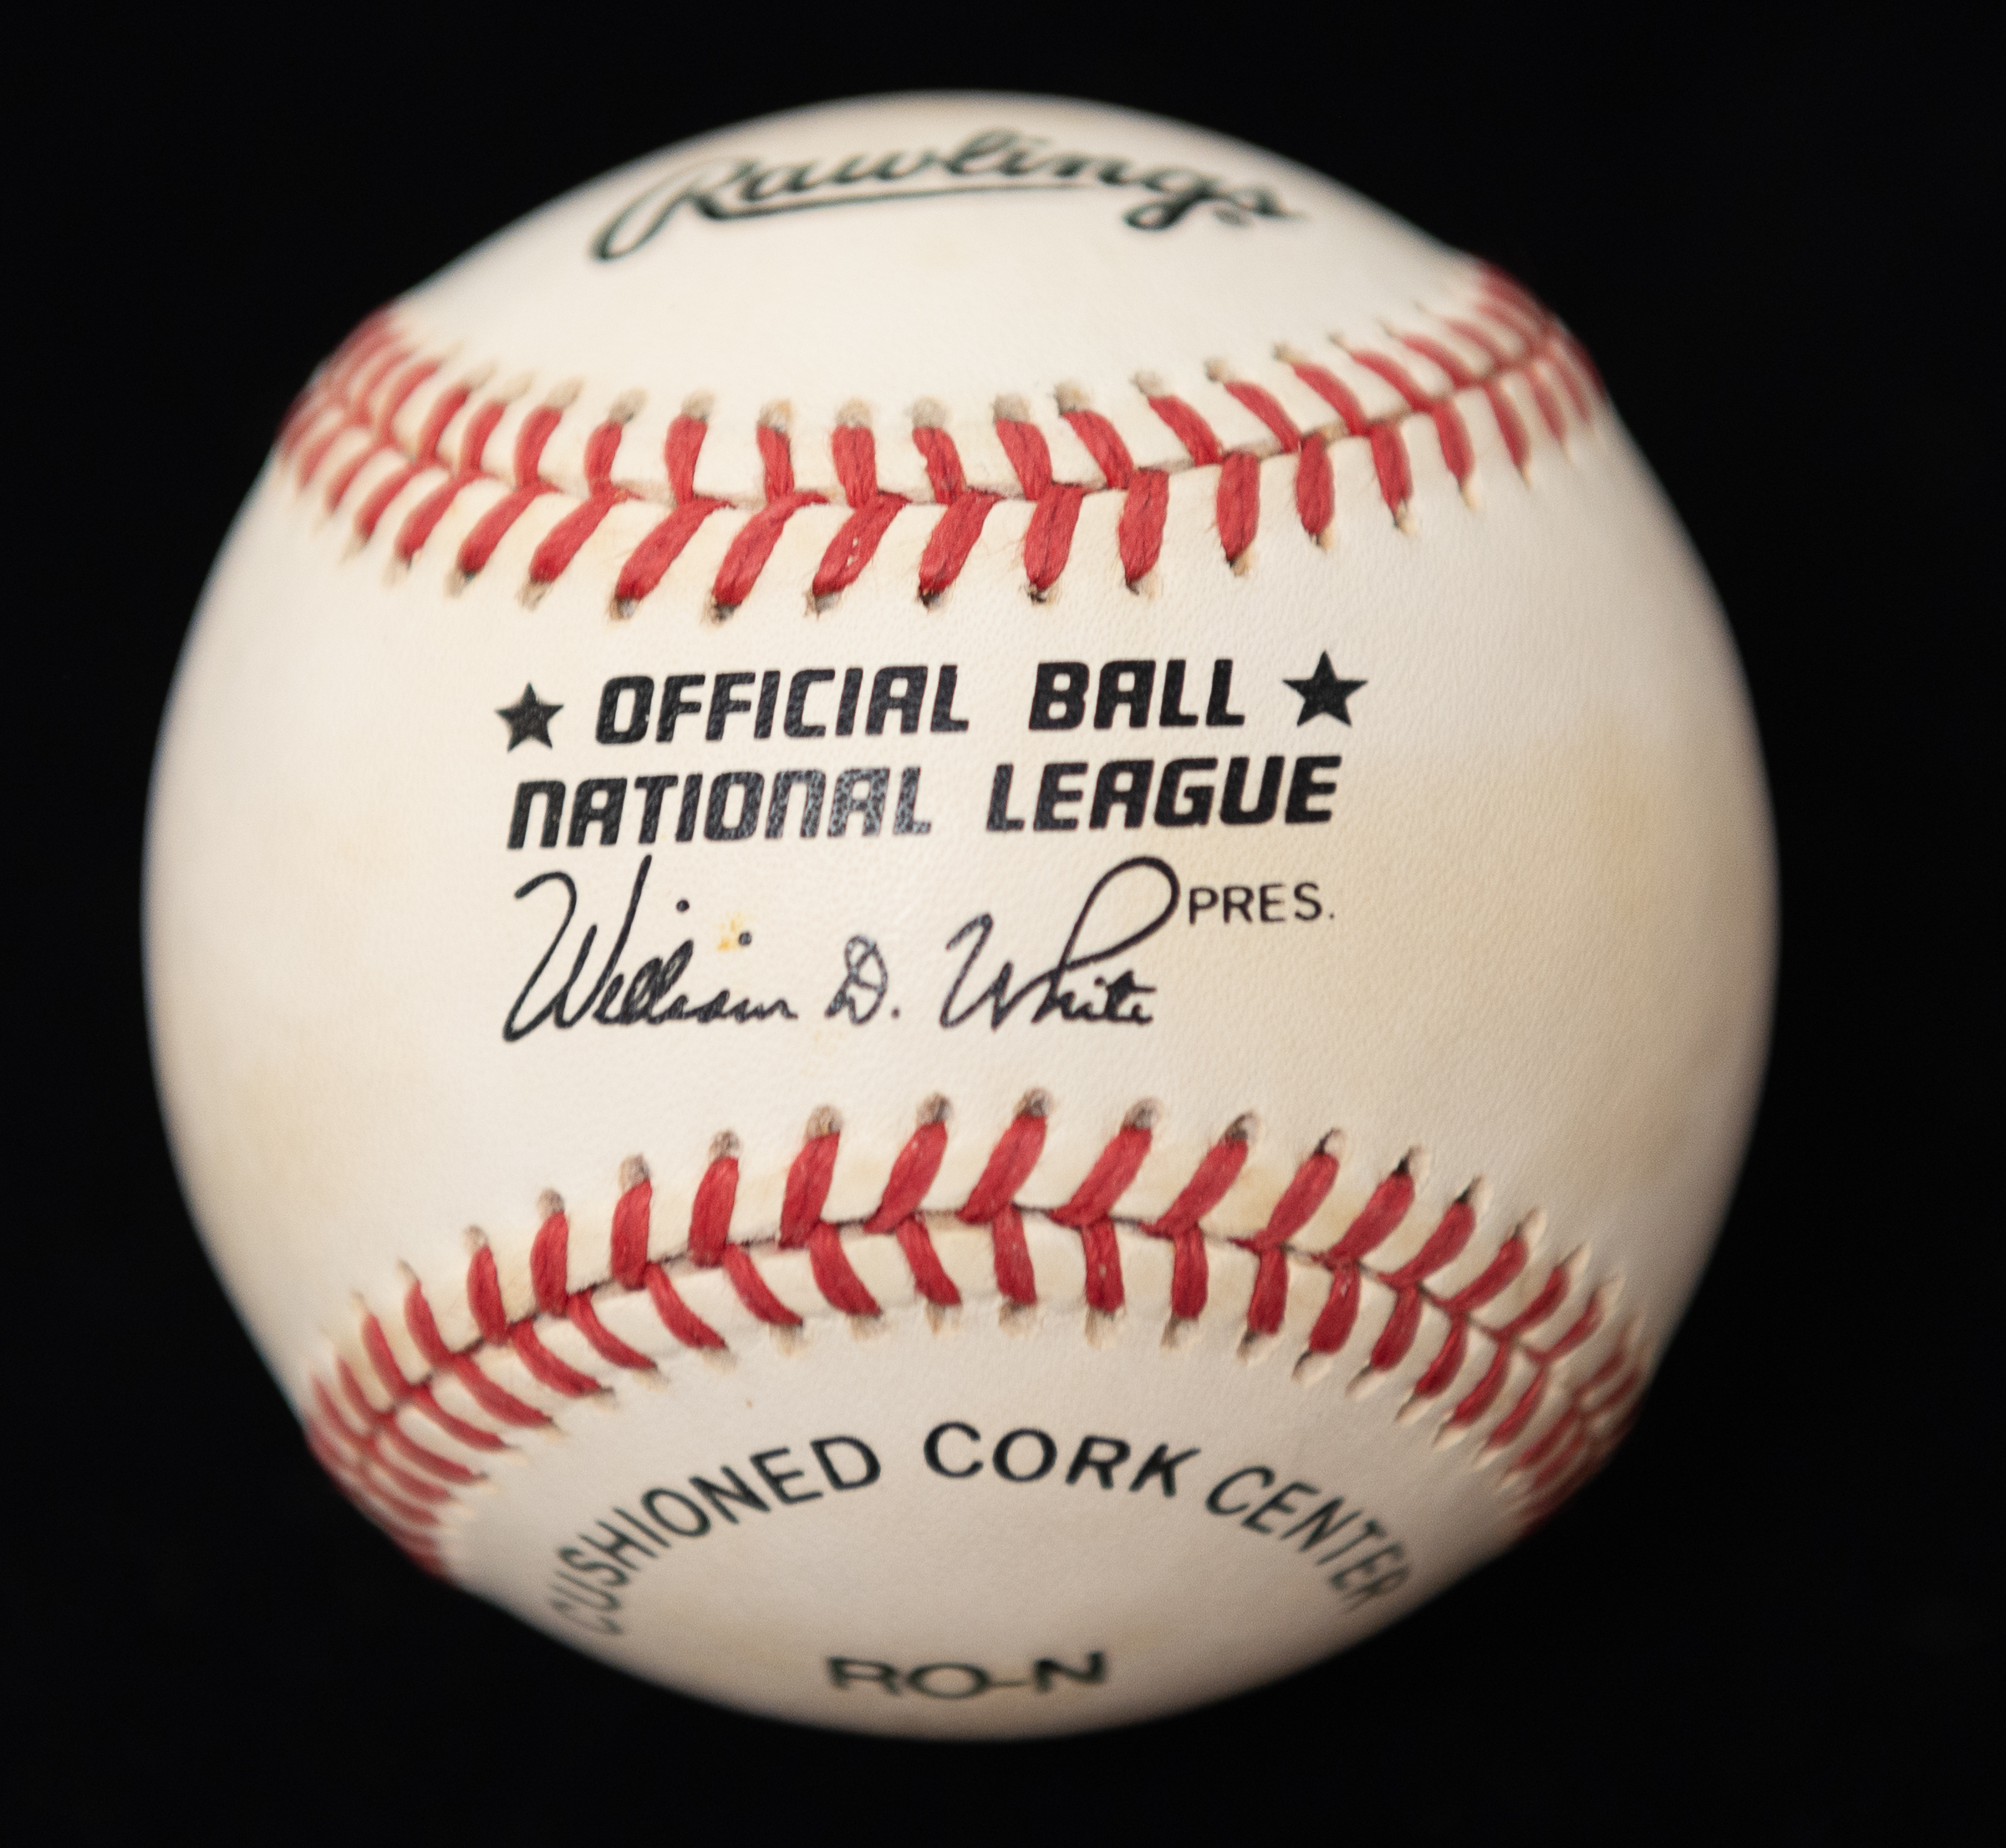 Rawlings®
★ OFFICIAL BALL ★
NATIONAL LEAGUE
William D. White PRES.
CUSHIONED CORK CENTER
RO-N